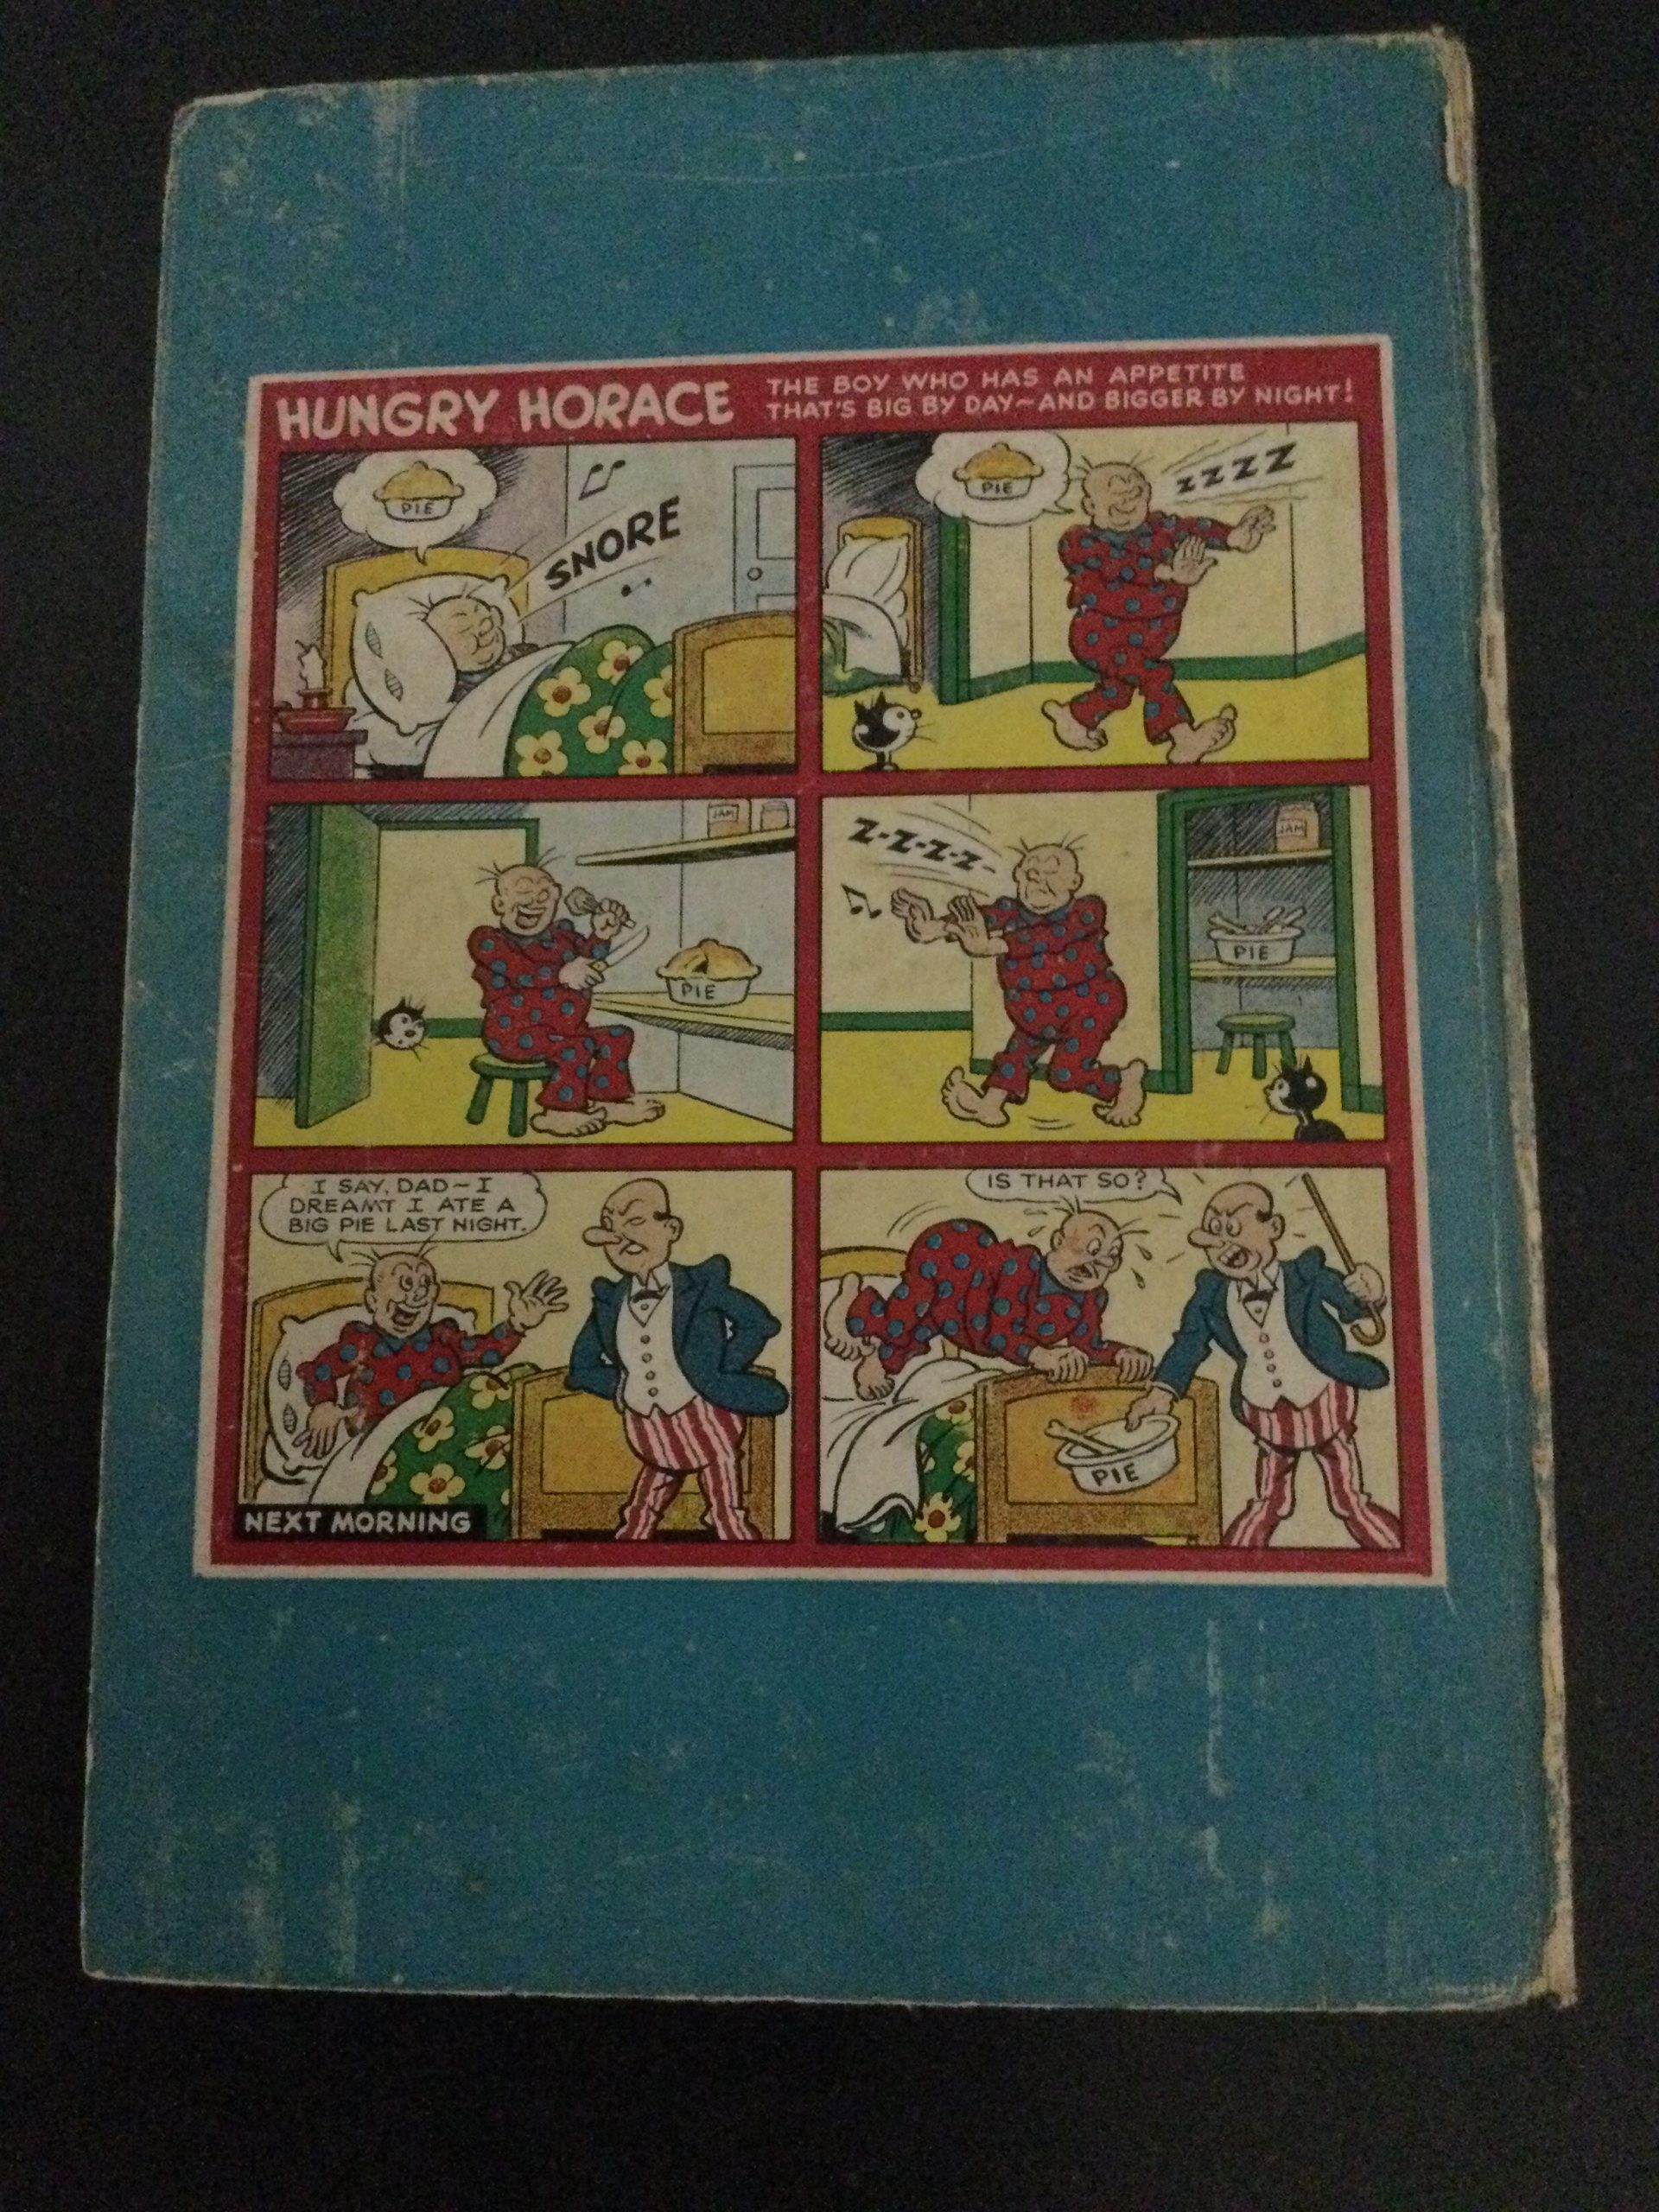 HUNGRY HORACE
THE BOY WHO HAS AN APPETITE
THAT'S BIG BY DAY~AND BIGGER BY NIGHT!
PIE
SNORE
PIE
ZZZZ
JAM
PIE
Z-Z-Z-Z-
JAM
PIE
I SAY, DAD~I
DREAMT I ATE A
BIG PIE LAST NIGHT.
NEXT MORNING
IS THAT SO?
PIE